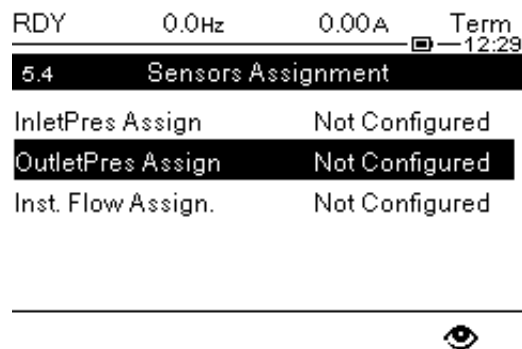 RDY 0.0Hz 0.00A Term
12:29
5.4 Sensors Assignment
InletPres Assign Not Configured
OutletPres Assign Not Configured
Inst. Flow Assign. Not Configured